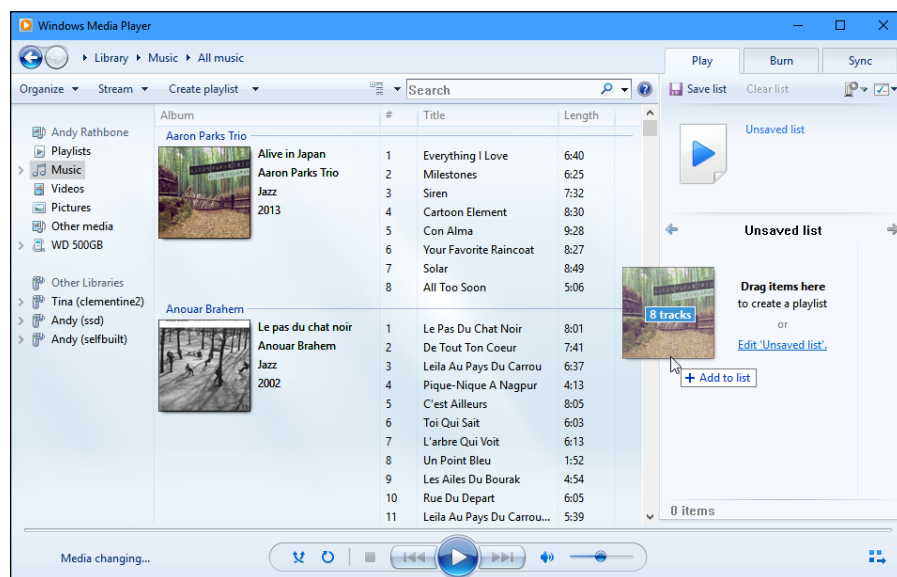 Windows Media Player
Library Music All music
Play Burn Sync
Organize Stream Create playlist Search
Save list Clear list
Unsaved list
Andy Rathbone
Playlists
Music
Videos
Pictures
Other media
WD 500GB
Other Libraries
Tina (clementine2)
Andy (ssd)
Andy (selfbuilt)
Album # Title Length
Aaron Parks Trio
Alive in Japan
Aaron Parks Trio
Jazz
2013
1 Everything I Love 6:40
2 Milestones 6:25
3 Siren 7:32
4 Cartoon Element 8:30
5 Con Alma 9:28
6 Your Favorite Raincoat 8:27
7 Solar 8:49
8 All Too Soon 5:06
Anouar Brahem
Le pas du chat noir
Anouar Brahem
Jazz
2002
1 Le Pas Du Chat Noir 8:01
2 De Tout Ton Coeur 7:41
3 Leila Au Pays Du Carrou 6:37
4 Pique-Nique A Nagpur 4:13
5 C'est Ailleurs 8:05
6 Toi Qui Sait 6:03
7 L'arbre Qui Voit 6:13
8 Un Point Bleu 1:52
9 Les Ailes Du Bourak 4:54
10 Rue Du Depart 6:05
11 Leila Au Pays Du Carrou... 5:39
Unsaved list
Drag items here
to create a playlist
or
Edit 'Unsaved list'.
8 tracks
+ Add to list
0 items
Media changing...